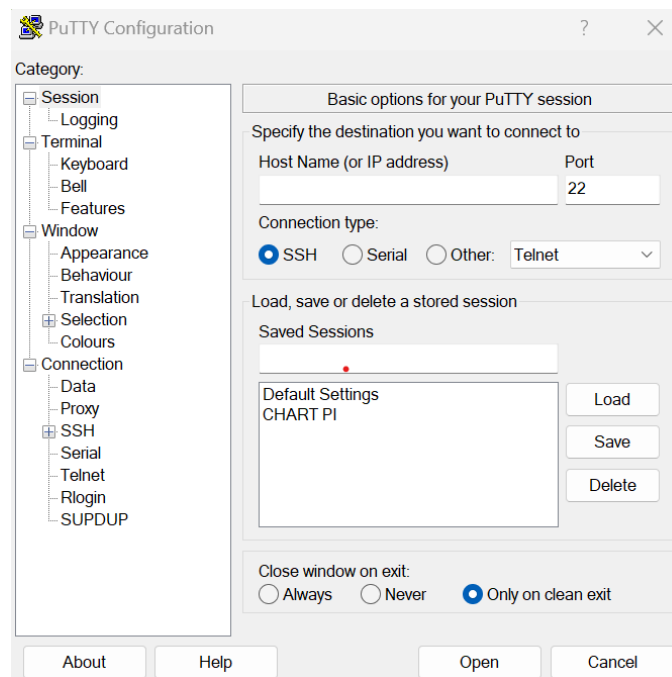 PuTTY Configuration
Category:
Session
Logging
Terminal
Keyboard
Bell
Features
Window
Appearance
Behaviour
Translation
Selection
Colours
Connection
Data
Proxy
SSH
Serial
Telnet
Rlogin
SUPDUP
Basic options for your PuTTY session
Specify the destination you want to connect to
Host Name (or IP address) Port
22
Connection type:
SSH Serial Other: Telnet
Load, save or delete a stored session
Saved Sessions
Default Settings
CHART PI
Load
Save
Delete
Close window on exit:
Always Never Only on clean exit
About Help Open Cancel